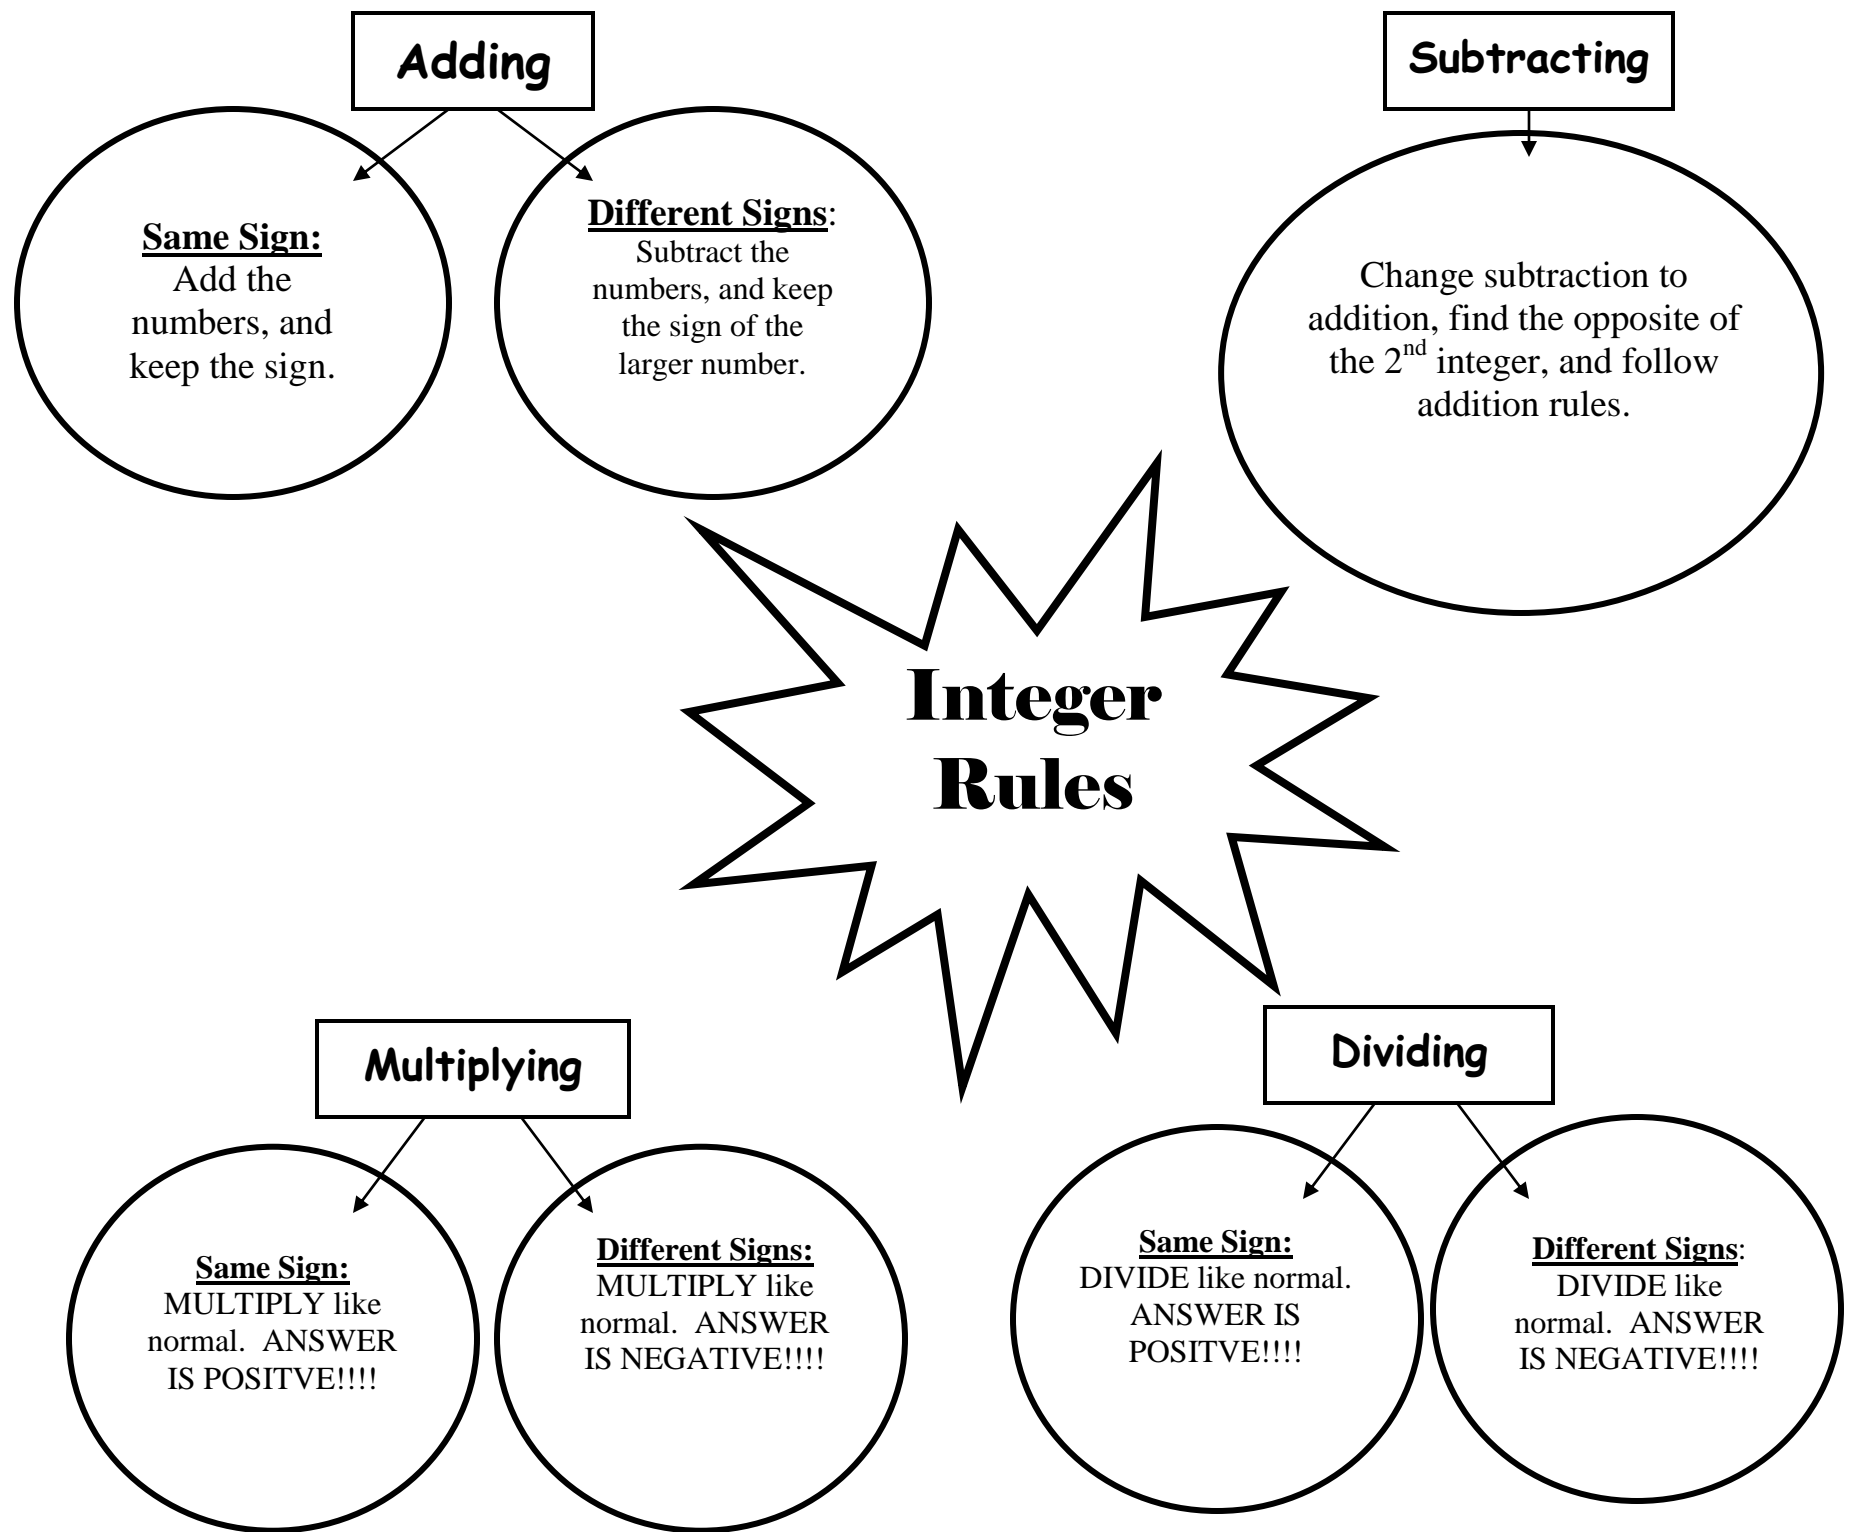 Adding
Same Sign:
Add the
numbers, and
keep the sign.
Different Signs:
Subtract the
numbers, and keep
the sign of the
larger number.
Subtracting
Change subtraction to
addition, find the opposite of
the 2nd integer, and follow
addition rules.
Integer
Rules
Multiplying
Same Sign:
MULTIPLY like
normal.  ANSWER
IS POSITVE!!!!
Different Signs:
MULTIPLY like
normal.  ANSWER
IS NEGATIVE!!!!
Dividing
Same Sign:
DIVIDE like normal.
ANSWER IS
POSITVE!!!!
Different Signs:
DIVIDE like
normal.  ANSWER
IS NEGATIVE!!!!